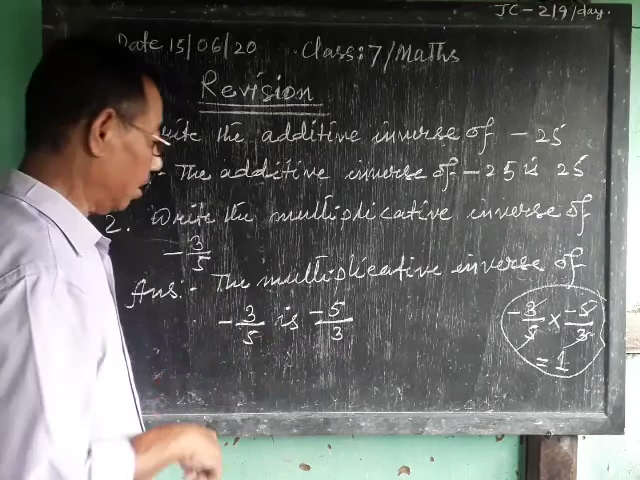 JC-219/day.
Date 15/06/20 Class: 7/Maths
Revision
the additive inverse of -25
The additive inverse of -25 is 25
2. Write the multiplicative inverse of
-3/5
Ans:- The multiplicative inverse of
-3/5 is -5/3
-3/5 × -5/3
= 1